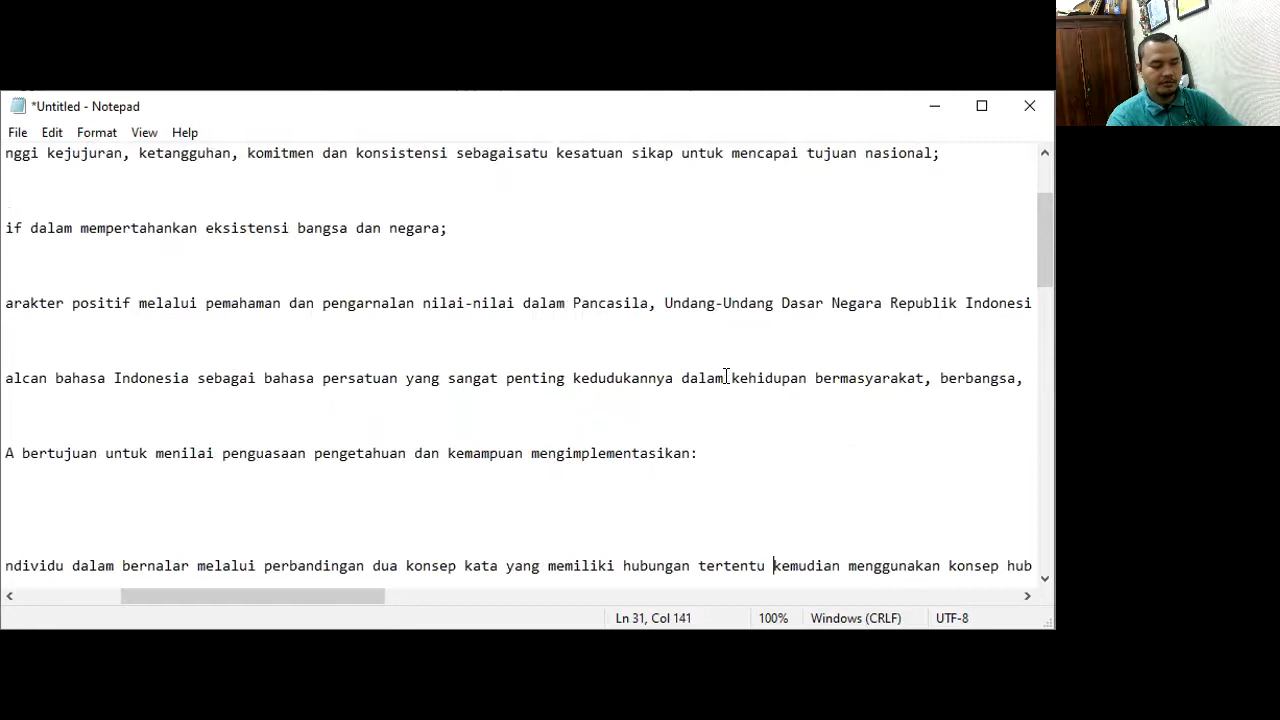 *Untitled - Notepad
File Edit Format View Help
nggi kejujuran, ketangguhan, komitmen dan konsistensi sebagaisatu kesatuan sikap untuk mencapai tujuan nasional;
if dalam mempertahankan eksistensi bangsa dan negara;
arakter positif melalui pemahaman dan pengarnalan nilai-nilai dalam Pancasila, Undang-Undang Dasar Negara Republik Indonesi
alcan bahasa Indonesia sebagai bahasa persatuan yang sangat penting kedudukannya dalam kehidupan bermasyarakat, berbangsa,
A bertujuan untuk menilai penguasaan pengetahuan dan kemampuan mengimplementasikan:
ndividu dalam bernalar melalui perbandingan dua konsep kata yang memiliki hubungan tertentu kemudian menggunakan konsep hub
Ln 31, Col 141 100% Windows (CRLF) UTF-8